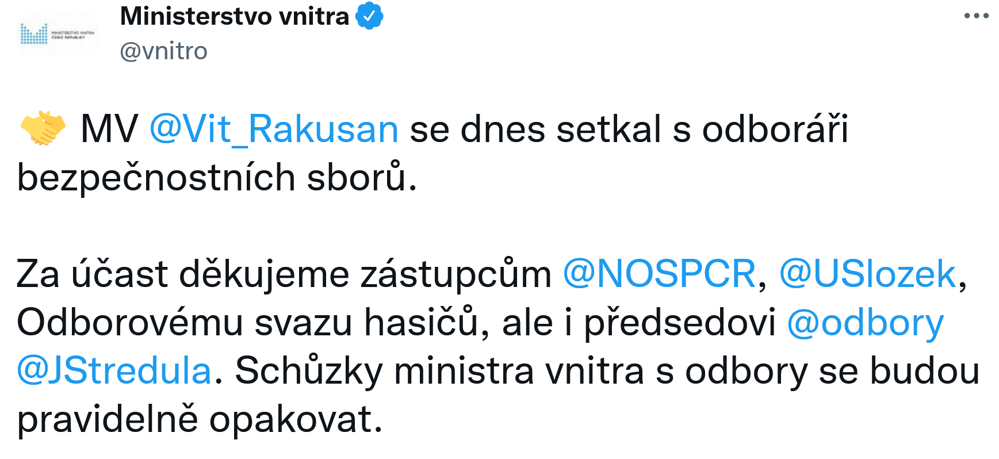 Ministerstvo vnitra
MINISTERSTVO VNITRA
ČESKÉ REPUBLIKY
@vnitro
🤝 MV @Vit_Rakusan se dnes setkal s odboráři
bezpečnostních sborů.
Za účast děkujeme zástupcům @NOSPCR, @USlozek,
Odborovému svazu hasičů, ale i předsedovi @odbory
@JStredula. Schůzky ministra vnitra s odbory se budou
pravidelně opakovat.